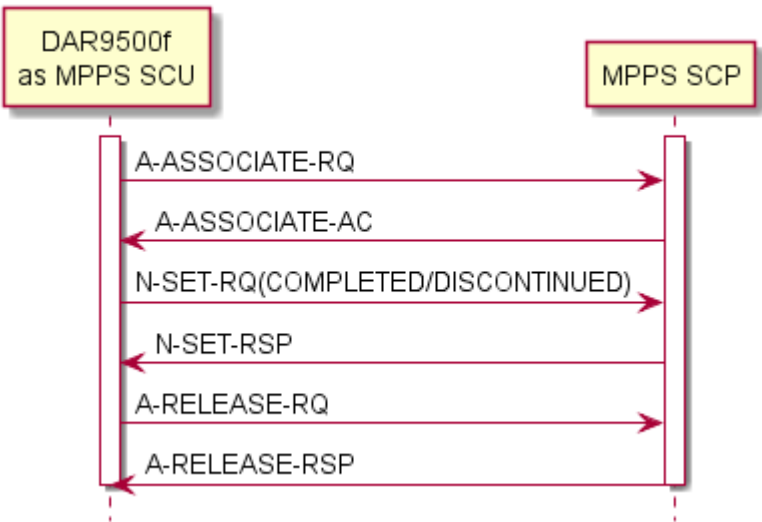 DAR9500f
as MPPS SCU
MPPS SCP
A-ASSOCIATE-RQ
A-ASSOCIATE-AC
N-SET-RQ(COMPLETED/DISCONTINUED)
N-SET-RSP
A-RELEASE-RQ
A-RELEASE-RSP